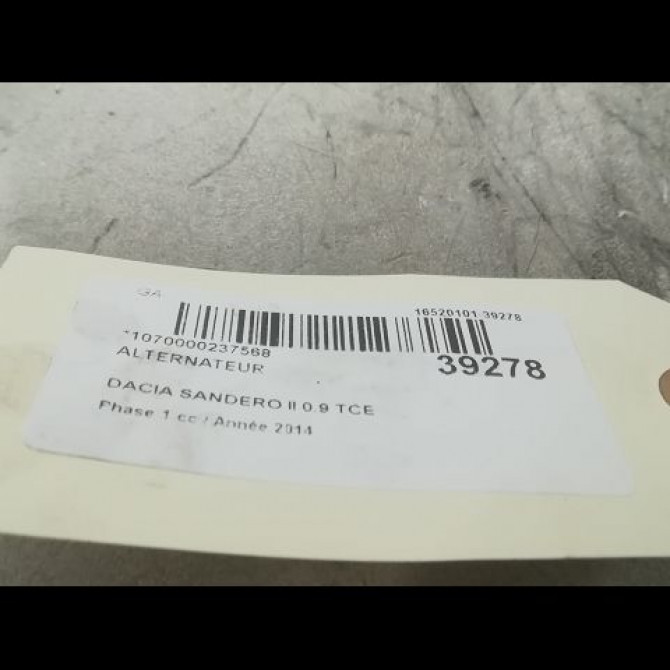 GA
16520101 39278
*1070000237568
39278
ALTERNATEUR
DACIA SANDERO II 0.9 TCE
Phase 1 cc / Année 2014